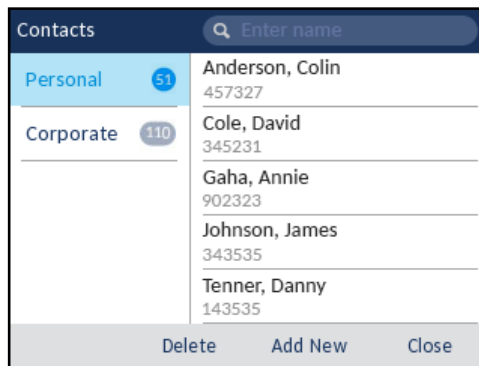 Contacts
Enter name
Personal 51
Corporate 110
Anderson, Colin
457327
Cole, David
345231
Gaha, Annie
902323
Johnson, James
343535
Tenner, Danny
143535
Delete Add New Close